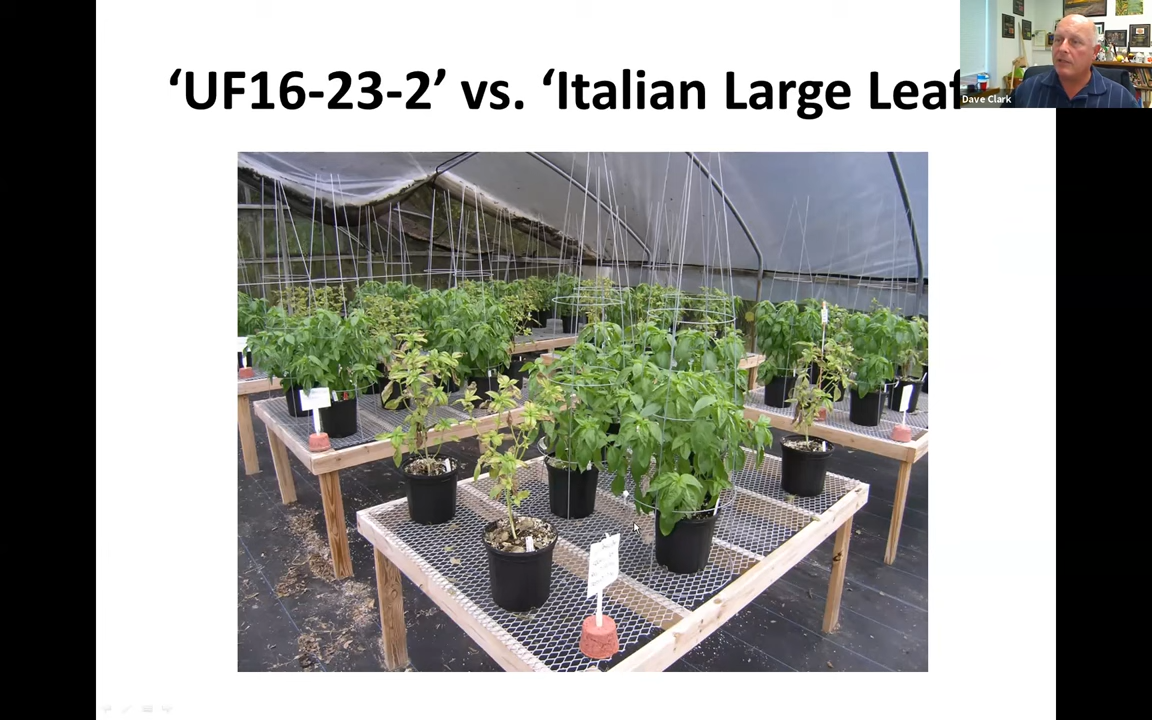 ‘UF16-23-2’ vs. ‘Italian Large Leaf
Dave Clark